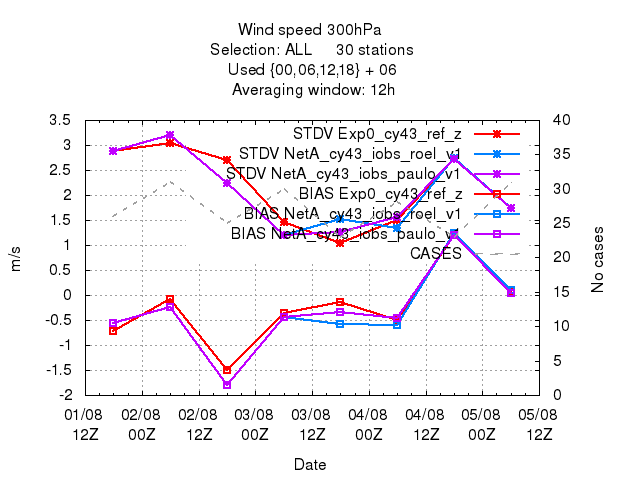 Wind speed 300hPa
Selection: ALL 30 stations
Used {00,06,12,18} + 06
Averaging window: 12h
3.5
3
2.5
2
1.5
1
0.5
0
-0.5
-1
-1.5
-2
m/s
STDV Exp0_cy43_ref_z
STDV NetA_cy43_iobs_roel_v1
STDV NetA_cy43_iobs_paulo_v1
BIAS Exp0_cy43_ref_z
BIAS NetA_cy43_iobs_roel_v1
BIAS NetA_cy43_iobs_paulo_v1
CASES
40
35
30
25
20
15
10
5
0
No cases
01/08 02/08 02/08 03/08 03/08 04/08 04/08 05/08 05/08
12Z 00Z 12Z 00Z 12Z 00Z 12Z 00Z 12Z
Date